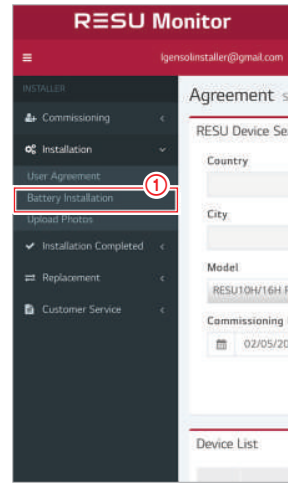 RESU Monitor
lgensolinstaller@gmail.com
INSTALLER
Commissioning
Installation
User Agreement
①
Battery Installation
Upload Photos
Installation Completed
Replacement
Customer Service
Agreement
RESU Device
Country
City
Model
RESU10H/16H
Commissioning
02/05/20
Device List